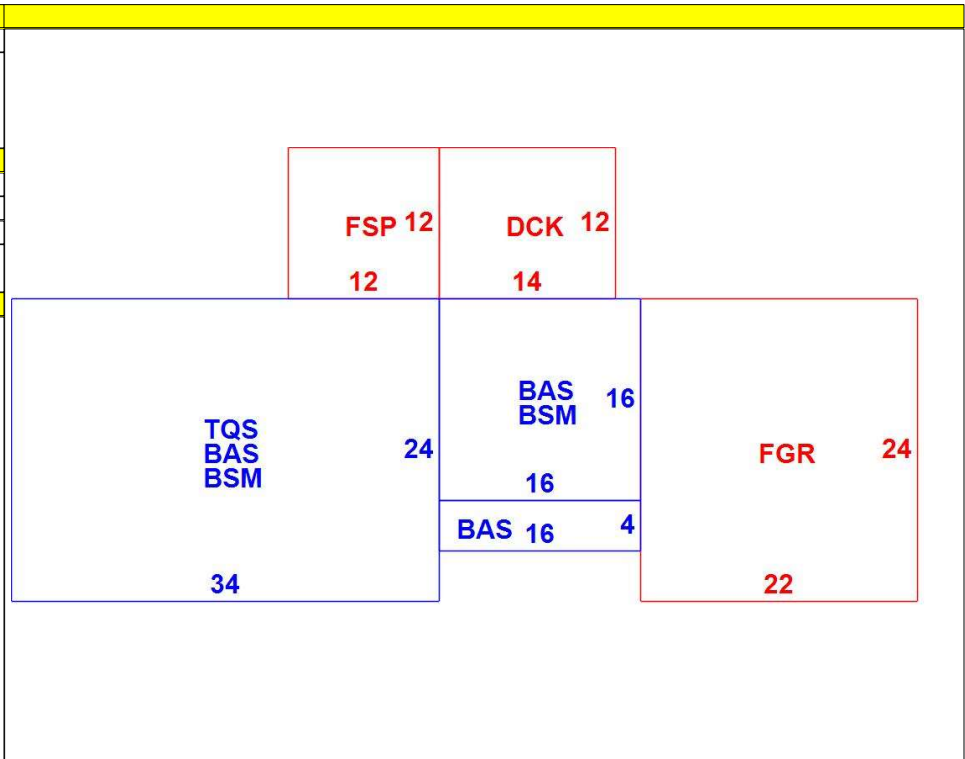 FSP 12
12
DCK 12
14
TQS
BAS
BSM
24
34
BAS
BSM
16
16
BAS 16 4
FGR
24
22